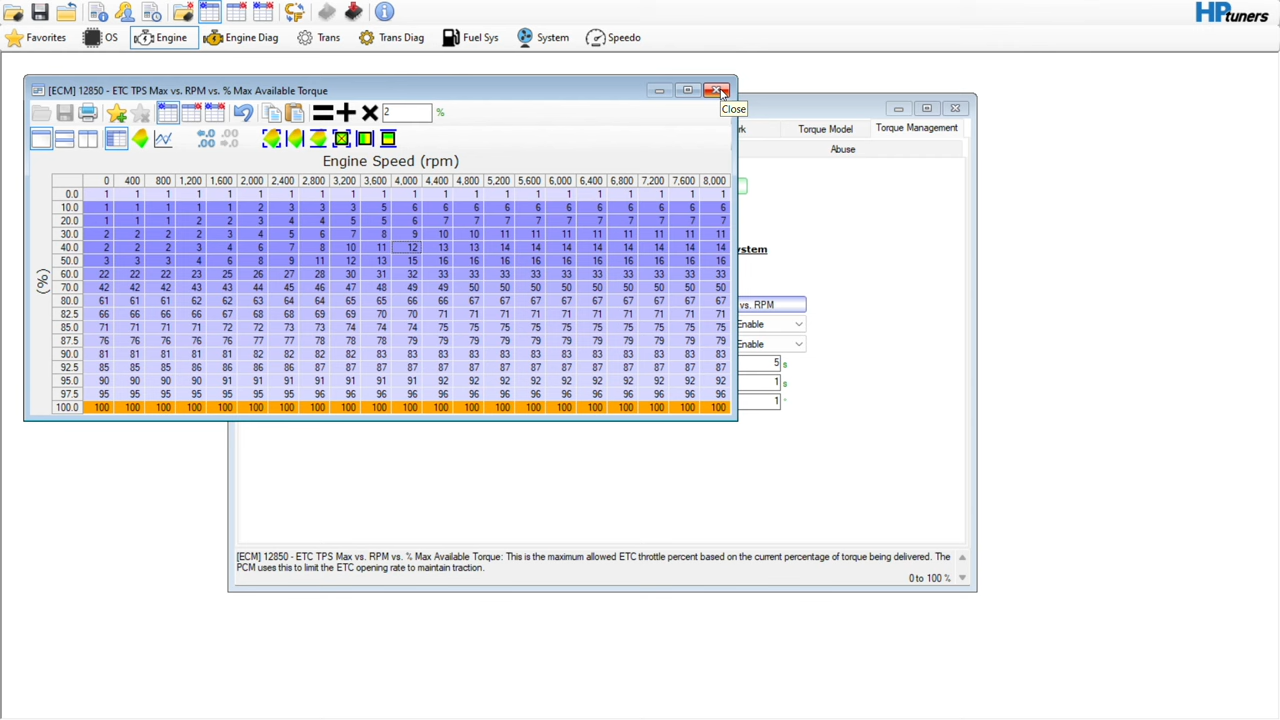 HPtuners
Favorites OS Engine Engine Diag Trans Trans Diag Fuel Sys System Speedo
[ECM] 12850 - ETC TPS Max vs. RPM vs. % Max Available Torque
Close
2 %
rk Torque Model Torque Management
Abuse
Engine Speed (rpm)
0 400 800 1,200 1,600 2,000 2,400 2,800 3,200 3,600 4,000 4,400 4,800 5,200 5,600 6,000 6,400 6,800 7,200 7,600 8,000
0.0 1 1 1 1 1 1 1 1 1 1 1 1 1 1 1 1 1 1 1 1 1
10.0 1 1 1 1 1 2 3 3 3 5 6 6 6 6 6 6 6 6 6 6 6
20.0 1 1 1 2 2 3 4 4 5 5 6 7 7 7 7 7 7 7 7 7 7
30.0 2 2 2 2 3 4 5 6 7 8 9 10 10 11 11 11 11 11 11 11 11
40.0 2 2 2 3 4 6 7 8 10 11 12 13 13 14 14 14 14 14 14 14 14
50.0 3 3 3 4 6 8 9 11 12 13 15 16 16 16 16 16 16 16 16 16 16
60.0 22 22 22 23 25 26 27 28 30 31 32 33 33 33 33 33 33 33 33 33 33
70.0 42 42 42 43 43 44 45 46 47 48 49 49 50 50 50 50 50 50 50 50 50
80.0 61 61 61 62 62 63 64 64 65 65 66 66 67 67 67 67 67 67 67 67 67
82.5 66 66 66 66 67 68 68 69 69 70 70 71 71 71 71 71 71 71 71 71 71
85.0 71 71 71 71 72 72 73 73 74 74 74 75 75 75 75 75 75 75 75 75 75
87.5 76 76 76 76 76 77 77 78 78 78 79 79 79 79 79 79 79 79 79 79 79
90.0 81 81 81 81 81 82 82 82 82 83 83 83 83 83 83 83 83 83 83 83 83
92.5 85 85 85 86 86 86 86 87 87 87 87 87 87 87 87 87 87 87 87 87 87
95.0 90 90 90 90 91 91 91 91 91 91 91 92 92 92 92 92 92 92 92 92 92
97.5 95 95 95 95 95 95 95 96 96 96 96 96 96 96 96 96 96 96 96 96 96
100.0 100 100 100 100 100 100 100 100 100 100 100 100 100 100 100 100 100 100 100 100 100
(%)
stem
vs. RPM
Enable
Enable
5 s
1 s
1 °
[ECM] 12850 - ETC TPS Max vs. RPM vs. % Max Available Torque: This is the maximum allowed ETC throttle percent based on the current percentage of torque being delivered. The
PCM uses this to limit the ETC opening rate to maintain traction.
0 to 100 %